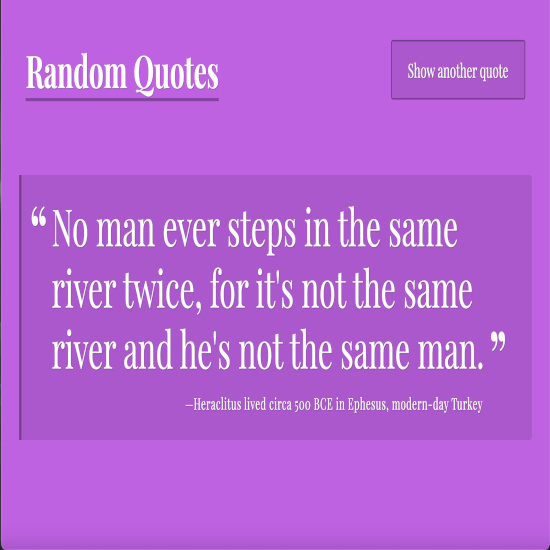 Random Quotes
Show another quote
“No man ever steps in the same
river twice, for it's not the same
river and he's not the same man.”
–Heraclitus lived circa 500 BCE in Ephesus, modern-day Turkey